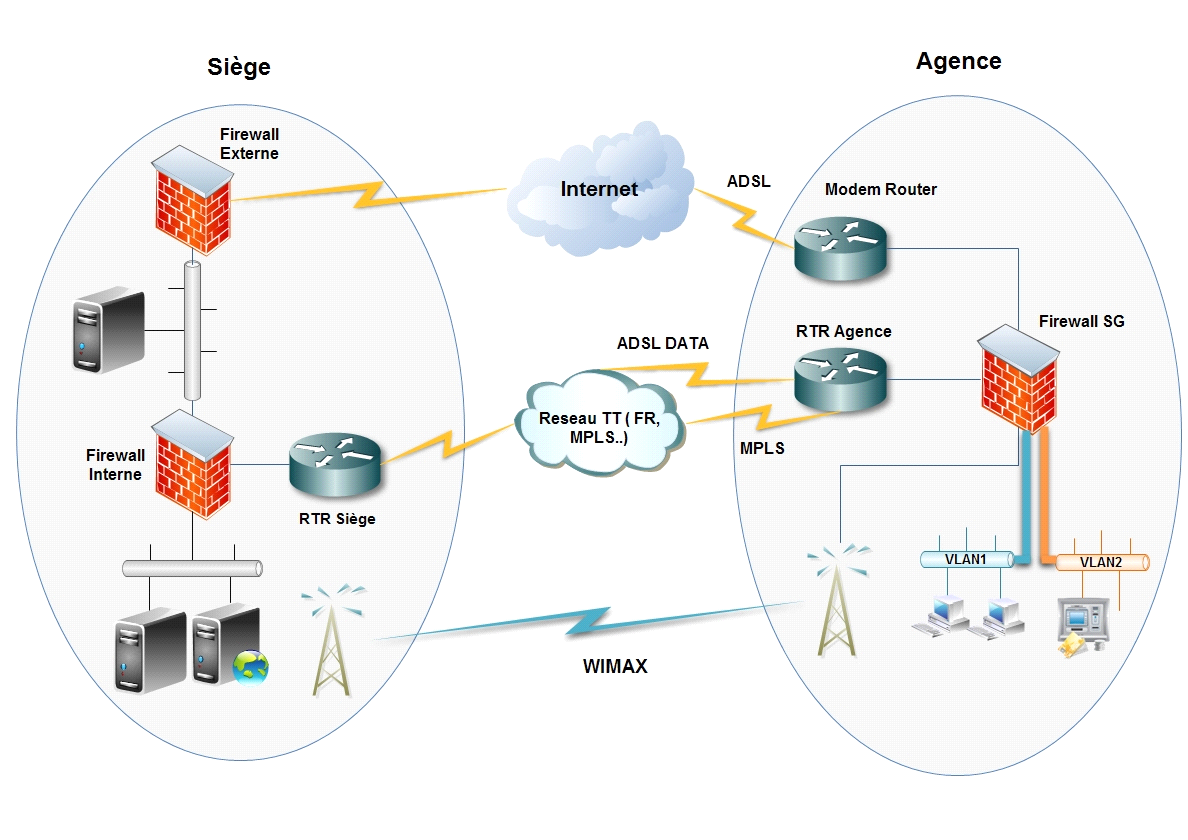 Siège
Agence
Firewall
Externe
Internet
ADSL
Modem Router
Firewall SG
RTR Agence
ADSL DATA
Reseau TT ( FR,
MPLS..)
MPLS
Firewall
Interne
RTR Siège
VLAN1
VLAN2
WIMAX